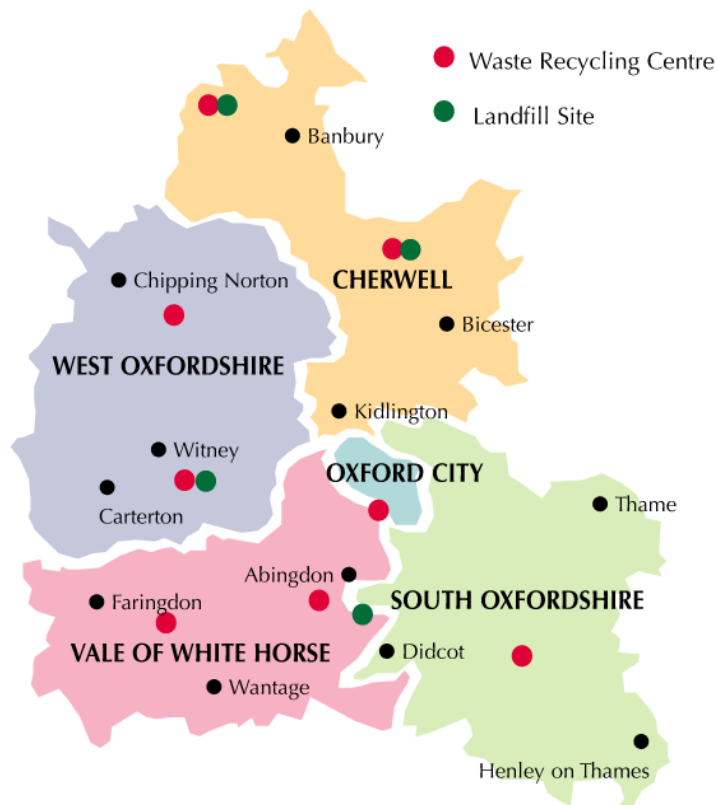 Waste Recycling Centre
Landfill Site
Banbury
CHERWELL
Chipping Norton
Bicester
WEST OXFORDSHIRE
Kidlington
Witney
OXFORD CITY
Carterton
Thame
Abingdon
Faringdon
SOUTH OXFORDSHIRE
VALE OF WHITE HORSE
Didcot
Wantage
Henley on Thames